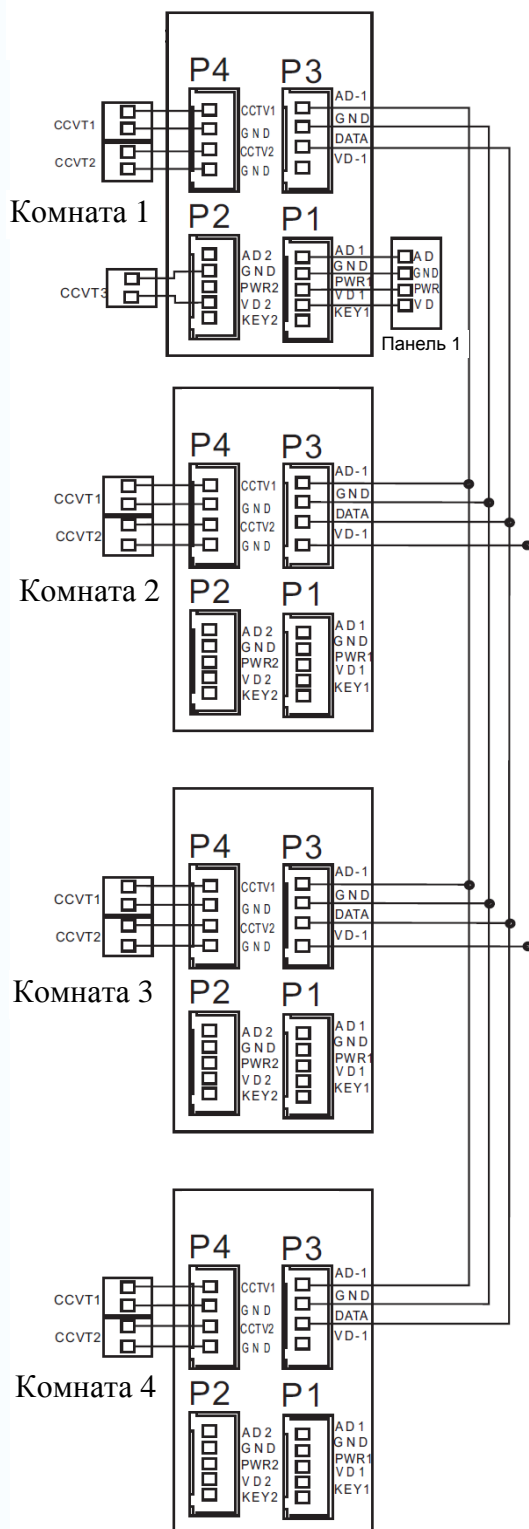 P4 P3
CCTV1 AD-1
CCVT1 GND GND
CCTV2 DATA
CCVT2 GND VD-1
Комната 1
P2 P1
AD2 AD1 AD
GND GND GND
CCVT3 PWR2 PWR1 PWR
VD2 VD1 VD
KEY2 KEY1
Панель 1
P4 P3
CCTV1 AD-1
CCVT1 GND GND
CCTV2 DATA
CCVT2 GND VD-1
Комната 2
P2 P1
AD2 AD1
GND GND
PWR2 PWR1
VD2 VD1
KEY2 KEY1
P4 P3
CCTV1 AD-1
CCVT1 GND GND
CCTV2 DATA
CCVT2 GND VD-1
Комната 3
P2 P1
AD2 AD1
GND GND
PWR2 PWR1
VD2 VD1
KEY2 KEY1
P4 P3
CCTV1 AD-1
CCVT1 GND GND
CCTV2 DATA
CCVT2 GND VD-1
Комната 4
P2 P1
AD2 AD1
GND GND
PWR2 PWR1
VD2 VD1
KEY2 KEY1